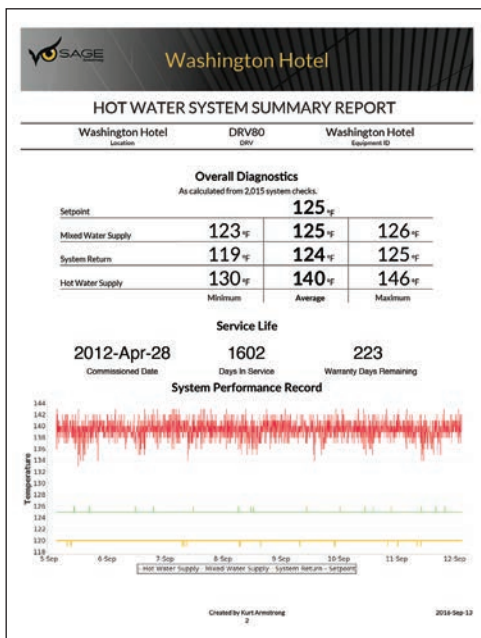 SAGE
Armstrong
Washington Hotel
HOT WATER SYSTEM SUMMARY REPORT
Washington Hotel DRV80 Washington Hotel
Location DRV Equipment ID
Overall Diagnostics
As calculated from 2,015 system checks.
Setpoint 125 °F
Mixed Water Supply 123 °F 125 °F 126 °F
System Return 119 °F 124 °F 125 °F
Hot Water Supply 130 °F 140 °F 146 °F
Minimum Average Maximum
Service Life
2012-Apr-28 1602 223
Commissioned Date Days In Service Warranty Days Remaining
System Performance Record
Temperature
144
142
140
138
136
134
132
130
128
126
124
122
120
118
5-Sep 6-Sep 7-Sep 8-Sep 9-Sep 10-Sep 11-Sep 12-Sep
- Hot Water Supply - Mixed Water Supply - System Return - Setpoint
Created by Kurt Armstrong 2016-Sep-13
2